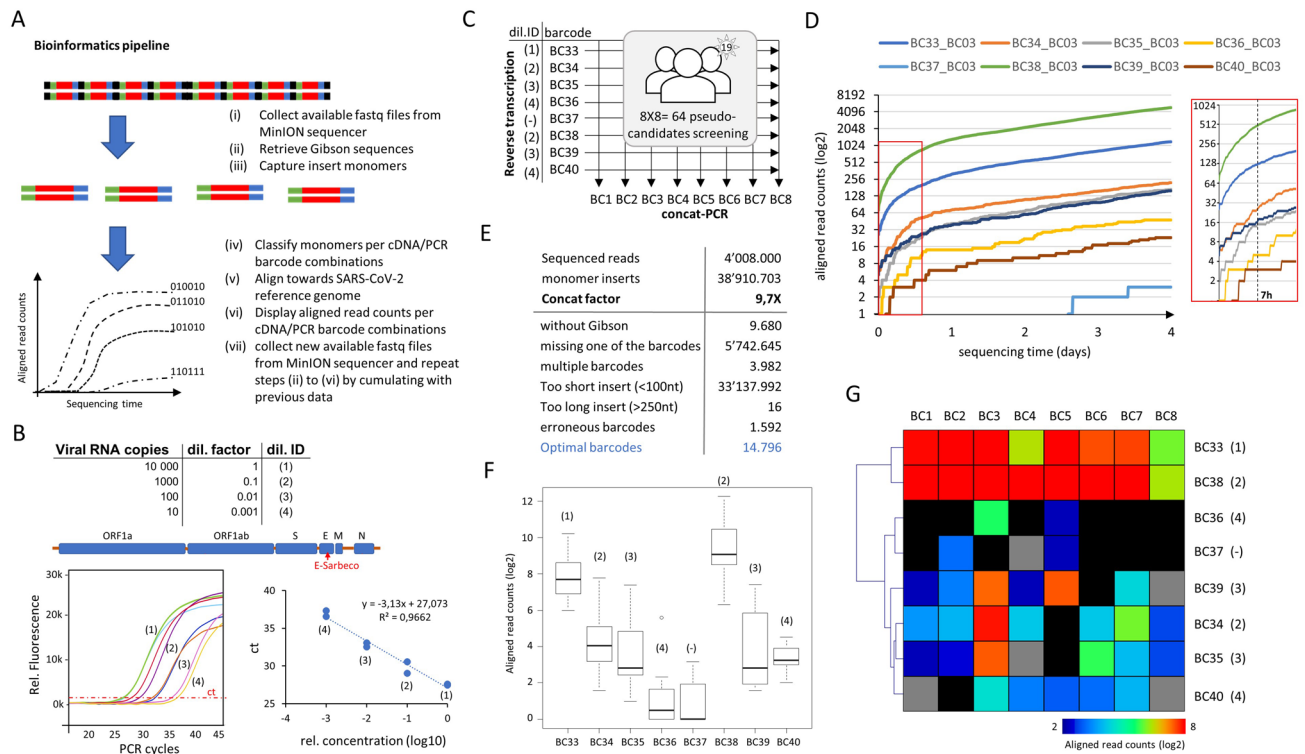 A
Bioinformatics pipeline
(i) Collect available fastq files from
MinION sequencer
(ii) Retrieve Gibson sequences
(iii) Capture insert monomers
(iv) Classify monomers per cDNA/PCR
barcode combinations
(v) Align towards SARS-CoV-2
reference genome
(vi) Display aligned read counts per
cDNA/PCR barcode combinations
(vii) collect new available fastq files
from MinION sequencer and repeat
steps (ii) to (vi) by cumulating with
previous data
Aligned read counts
010010
011010
101010
110111
Sequencing time
B
Viral RNA copies dil. factor dil. ID
10 000 1 (1)
1000 0.1 (2)
100 0.01 (3)
10 0.001 (4)
ORF1a ORF1ab S E M N
E-Sarbeco
Rel. Fluorescence
30k
20k
10k
0k
(1)
(2)
(3)
(4)
ct
20 25 30 35 40 45
PCR cycles
ct
40
35
30
25
y = -3,13x + 27,073
R² = 0,9662
(4)
(3)
(2)
(1)
-4 -3 -2 -1 0
rel. concentration (log10)
C
dil.ID barcode
Reverse transcription
(1) BC33
(2) BC34
(3) BC35
(4) BC36
(-) BC37
(2) BC38
(3) BC39
(4) BC40
19
8X8= 64 pseudo-
candidates screening
BC1 BC2 BC3 BC4 BC5 BC6 BC7 BC8
concat-PCR
D
BC33_BC03 BC34_BC03 BC35_BC03 BC36_BC03
BC37_BC03 BC38_BC03 BC39_BC03 BC40_BC03
aligned read counts (log2)
8192
4096
2048
1024
512
256
128
64
32
16
8
4
2
1
0 1 2 3 4
sequencing time (days)
1024
512
256
128
64
32
16
8
4
2
7h
E
Sequenced reads 4’008.000
monomer inserts 38’910.703
Concat factor 9,7X
without Gibson 9.680
missing one of the barcodes 5’742.645
multiple barcodes 3.982
Too short insert (<100nt) 33’137.992
Too long insert (>250nt) 16
erroneous barcodes 1.592
Optimal barcodes 14.796
F
Aligned read counts (log2)
12
10
8
6
4
2
0
(1)
(2)
(3)
(4)
(-)
(2)
(3)
(4)
BC33 BC34 BC35 BC36 BC37 BC38 BC39 BC40
G
BC1 BC2 BC3 BC4 BC5 BC6 BC7 BC8
BC33 (1)
BC38 (2)
BC36 (4)
BC37 (-)
BC39 (3)
BC34 (2)
BC35 (3)
BC40 (4)
2 8
Aligned read counts (log2)